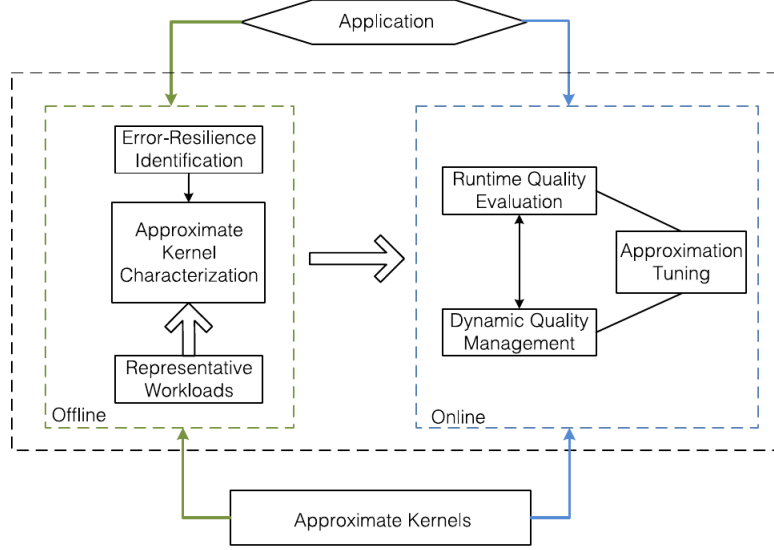 Application
Error-Resilience
Identification
Approximate
Kernel
Characterization
Representative
Workloads
Offline
Runtime Quality
Evaluation
Approximation
Tuning
Dynamic Quality
Management
Online
Approximate Kernels